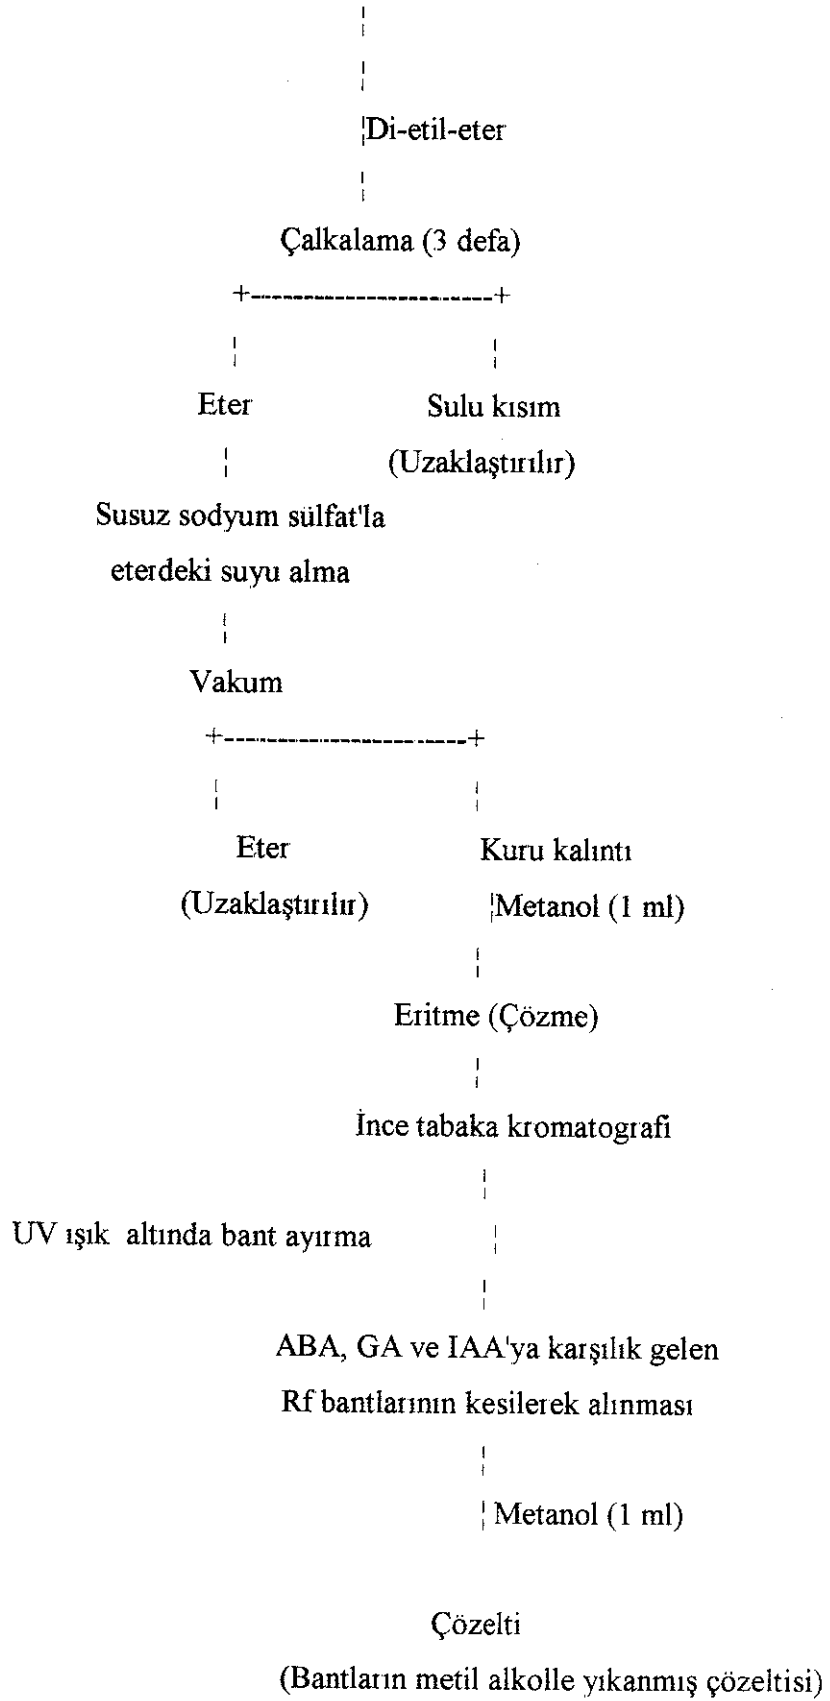 Di-etil-eter
Çalkalama (3 defa)
Eter Sulu kısım
(Uzaklaştırılır)
Susuz sodyum sülfat'la
eterdeki suyu alma
Vakum
Eter Kuru kalıntı
(Uzaklaştırılır) Metanol (1 ml)
Eritme (Çözme)
İnce tabaka kromatografi
UV ışık altında bant ayırma
ABA, GA ve IAA'ya karşılık gelen
Rf bantlarının kesilerek alınması
Metanol (1 ml)
Çözelti
(Bantların metil alkolle yıkanmış çözeltisi)